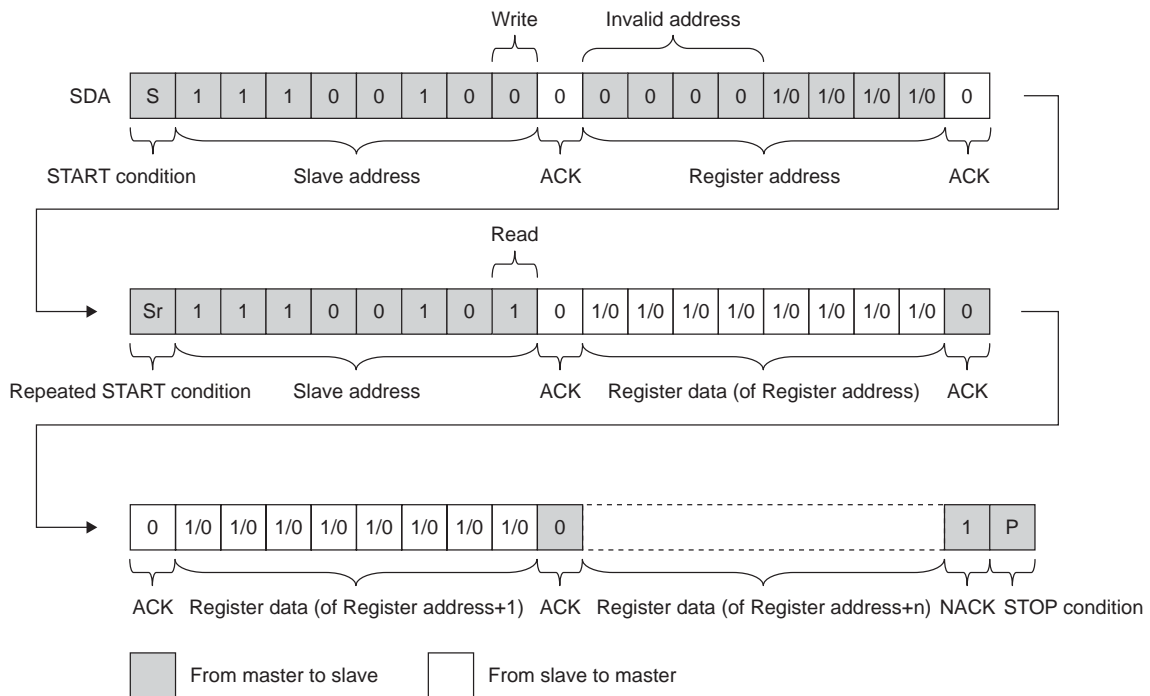 Write Invalid address
SDA S 1 1 1 0 0 1 0 0 0 0 0 0 0 1/0 1/0 1/0 1/0 0
START condition Slave address ACK Register address ACK
Read
Sr 1 1 1 0 0 1 0 1 0 1/0 1/0 1/0 1/0 1/0 1/0 1/0 1/0 0
Repeated START condition Slave address ACK Register data (of Register address) ACK
0 1/0 1/0 1/0 1/0 1/0 1/0 1/0 1/0 0 1 P
ACK Register data (of Register address+1) ACK Register data (of Register address+n) NACK STOP condition
From master to slave From slave to master